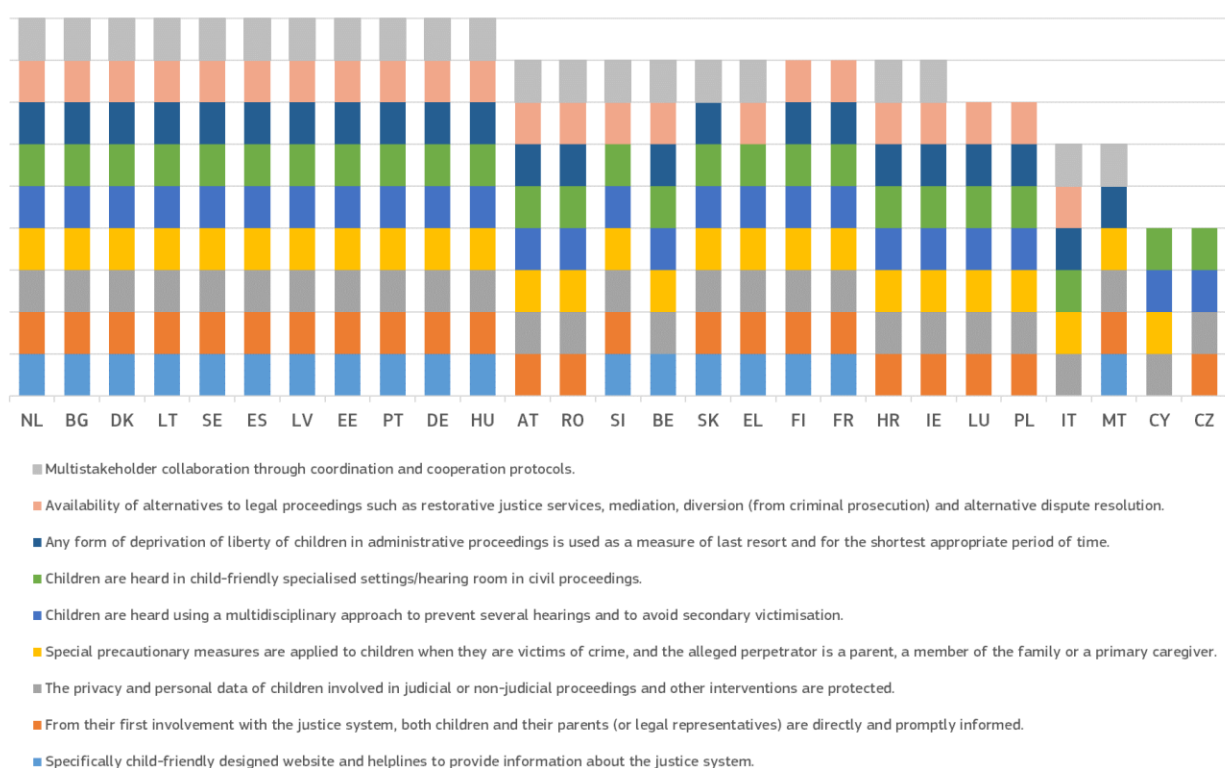 NL BG DK LT SE ES LV EE PT DE HU AT RO SI BE SK EL FI FR HR IE LU PL IT MT CY CZ
Multistakeholder collaboration through coordination and cooperation protocols.
Availability of alternatives to legal proceedings such as restorative justice services, mediation, diversion (from criminal prosecution) and alternative dispute resolution.
Any form of deprivation of liberty of children in administrative proceedings is used as a measure of last resort and for the shortest appropriate period of time.
Children are heard in child-friendly specialised settings/hearing room in civil proceedings.
Children are heard using a multidisciplinary approach to prevent several hearings and to avoid secondary victimisation.
Special precautionary measures are applied to children when they are victims of crime, and the alleged perpetrator is a parent, a member of the family or a primary caregiver.
The privacy and personal data of children involved in judicial or non-judicial proceedings and other interventions are protected.
From their first involvement with the justice system, both children and their parents (or legal representatives) are directly and promptly informed.
Specifically child-friendly designed website and helplines to provide information about the justice system.